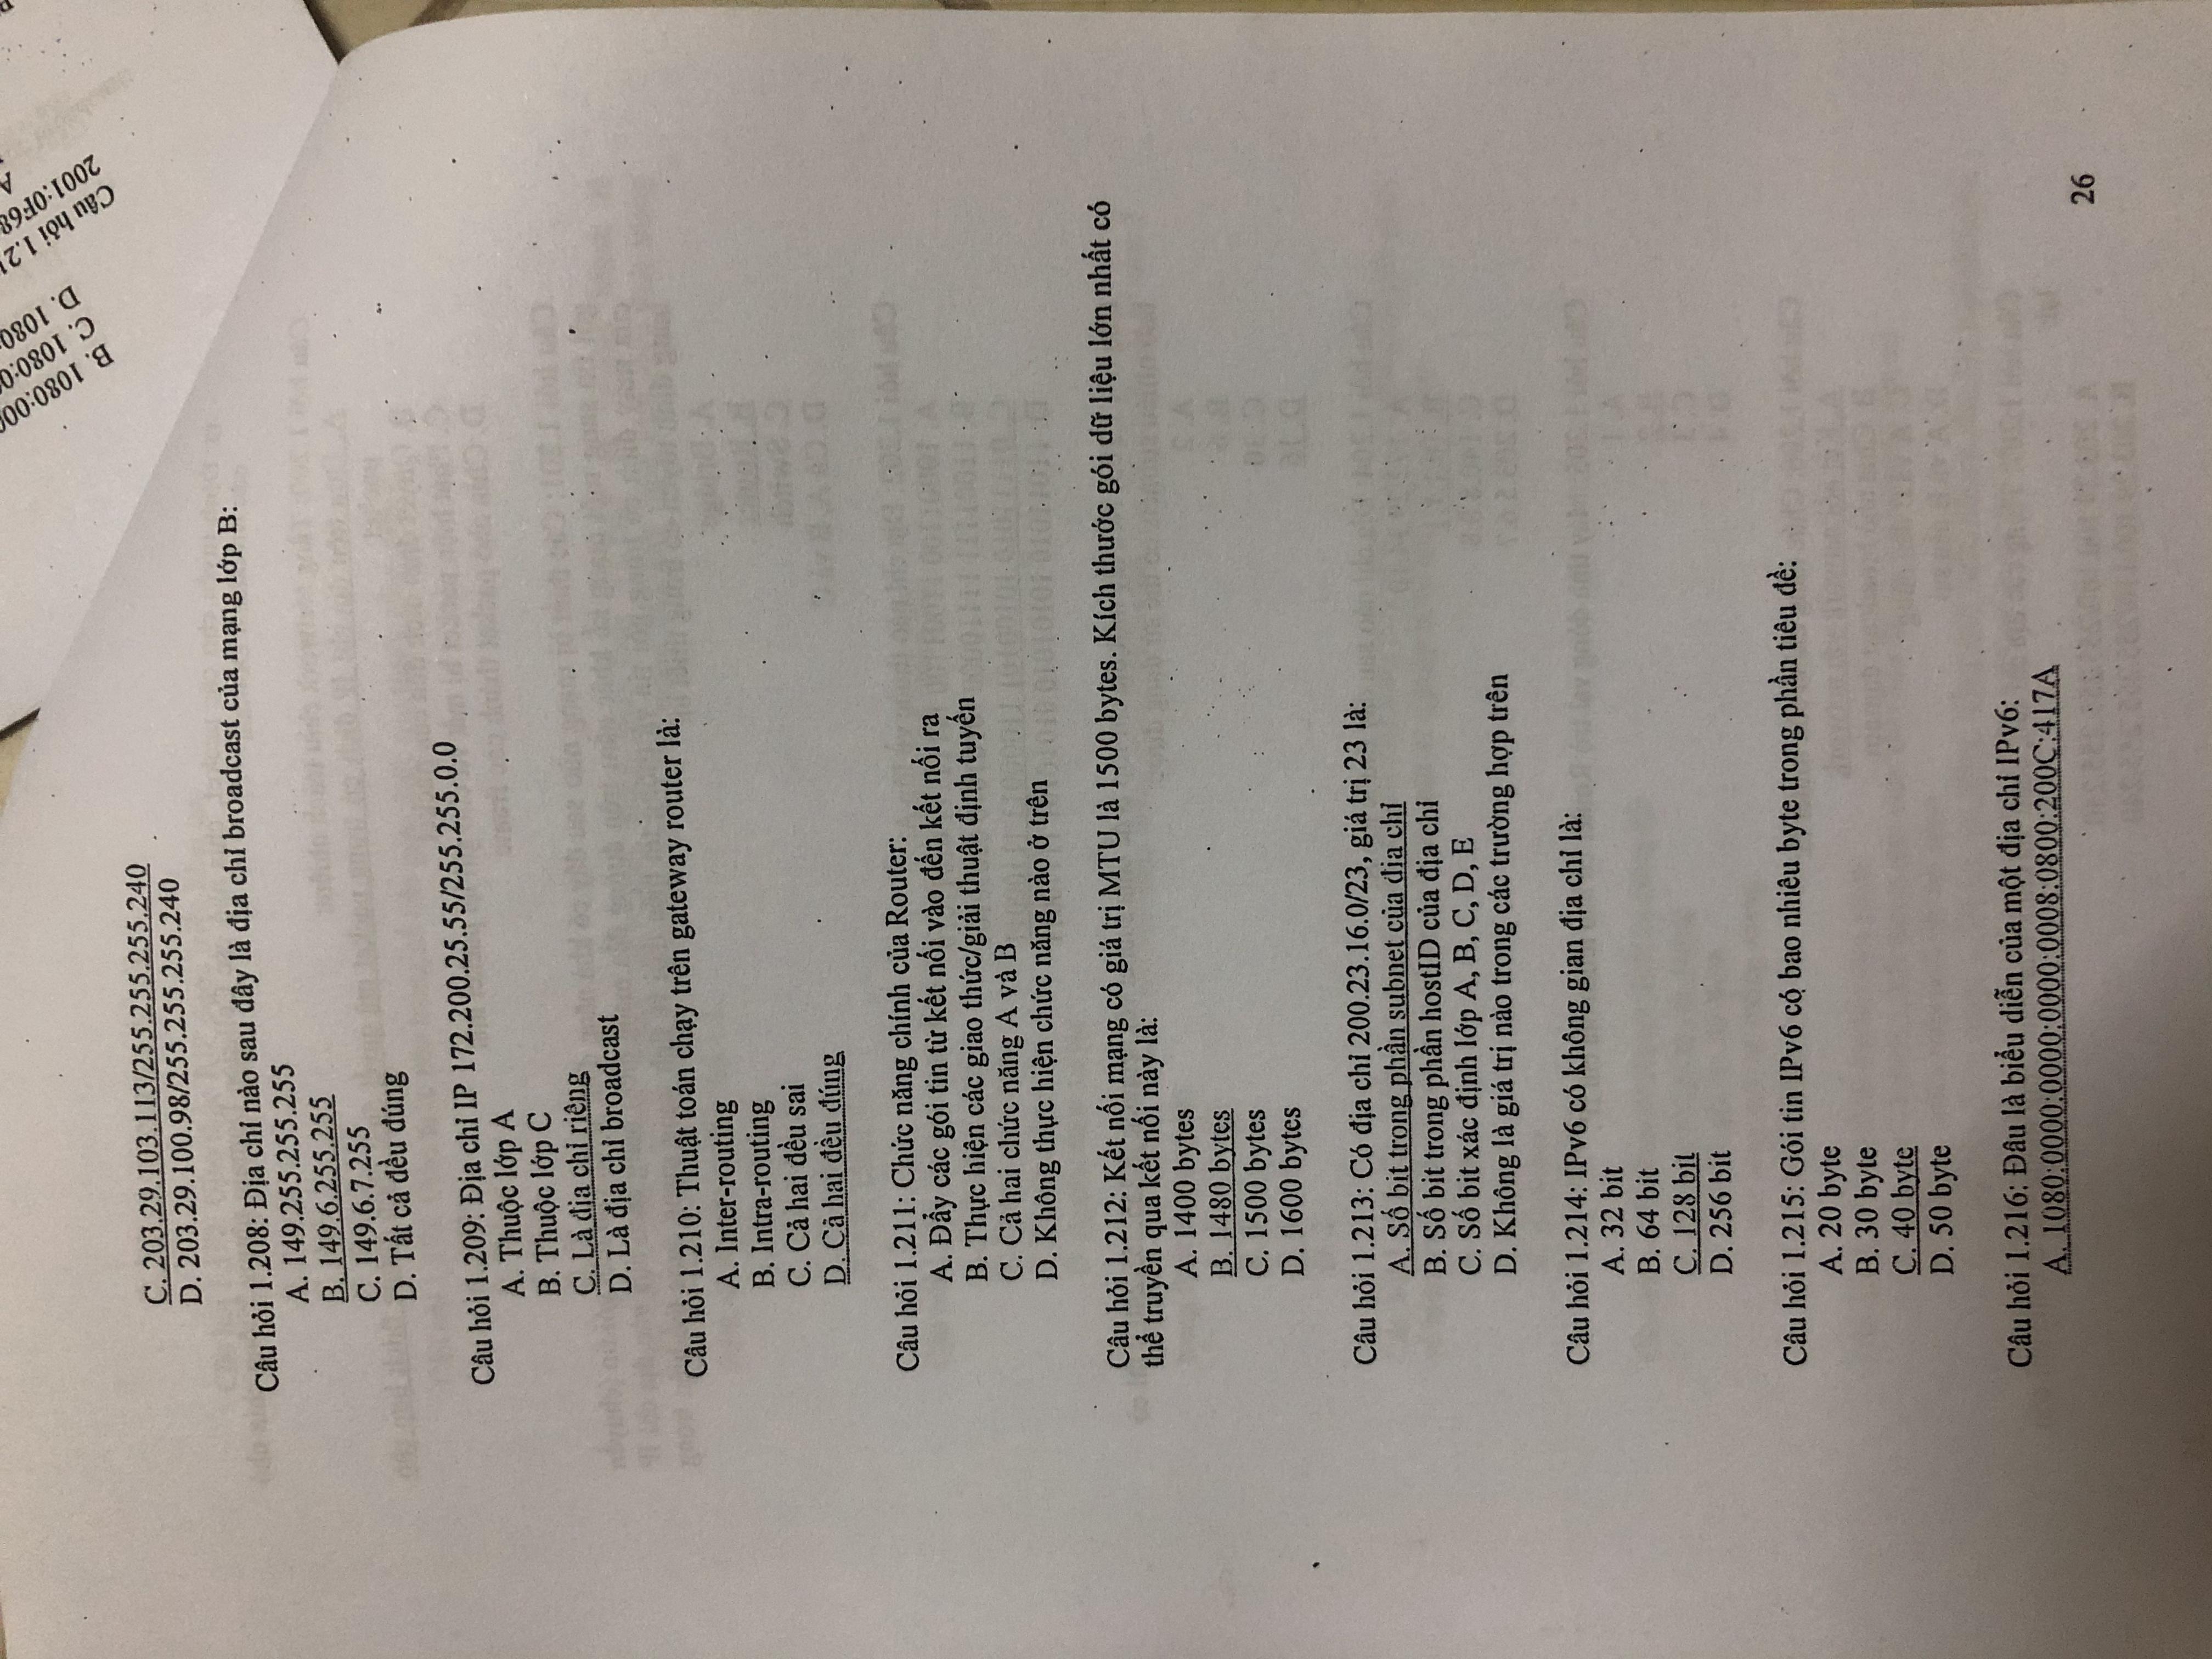 C. 203.29.103.113/255.255.255.240
D. 203.29.100.98/255.255.255.240
Câu hỏi 1.208: Địa chỉ nào sau đây là địa chỉ broadcast của mạng lớp B:
A. 149.255.255.255
B. 149.6.255.255
C. 149.6.7.255
D. Tất cả đều đúng
Câu hỏi 1.209: Địa chỉ IP 172.200.25.55/255.255.0.0
A. Thuộc lớp A
B. Thuộc lớp C
C. Là địa chỉ riêng
D. Là địa chỉ broadcast
Câu hỏi 1.210: Thuật toán chạy trên gateway router là:
A. Inter-routing
B. Intra-routing
C. Cả hai đều sai
D. Cả hai đều đúng
Câu hỏi 1.211: Chức năng chính của Router:
A. Đẩy các gói tin từ kết nối vào đến kết nối ra
B. Thực hiện các giao thức/giải thuật định tuyến
C. Cả hai chức năng A và B
D. Không thực hiện chức năng nào ở trên
Câu hỏi 1.212: Kết nối mạng có giá trị MTU là 1500 bytes. Kích thước gói dữ liệu lớn nhất có
thể truyền qua kết nối này là:
A. 1400 bytes
B. 1480 bytes
C. 1500 bytes
D. 1600 bytes
Câu hỏi 1.213: Có địa chỉ 200.23.16.0/23, giá trị 23 là:
A. Số bit trong phần subnet của địa chỉ
B. Số bit trong phần hostID của địa chỉ
C. Số bit xác định lớp A, B, C, D, E
D. Không là giá trị nào trong các trường hợp trên
Câu hỏi 1.214: IPv6 có không gian địa chỉ là:
A. 32 bit
B. 64 bit
C. 128 bit
D. 256 bit
Câu hỏi 1.215: Gói tin IPv6 có bao nhiêu byte trong phần tiêu đề:
A. 20 byte
B. 30 byte
C. 40 byte
D. 50 byte
Câu hỏi 1.216: Đâu là biểu diễn của một địa chỉ IPv6:
A. 1080:0000:0000:0000:0008:0800:200C:417A
26
B. 1080:000
C. 1080:0
D. 1080
Câu hỏi 1.21
2001:0F68
A